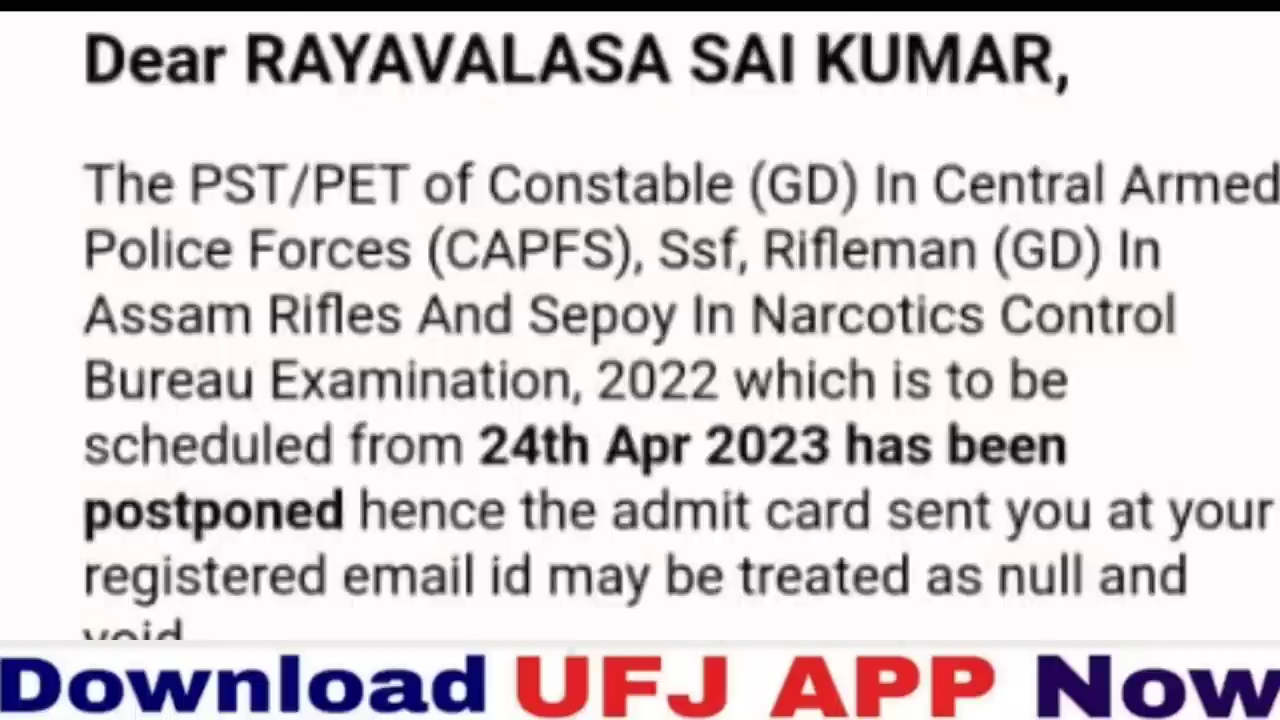 Dear RAYAVALASA SAI KUMAR,
The PST/PET of Constable (GD) In Central Armed
Police Forces (CAPFS), Ssf, Rifleman (GD) In
Assam Rifles And Sepoy In Narcotics Control
Bureau Examination, 2022 which is to be
scheduled from 24th Apr 2023 has been
postponed hence the admit card sent you at your
registered email id may be treated as null and
void
Download UFJ APP Now